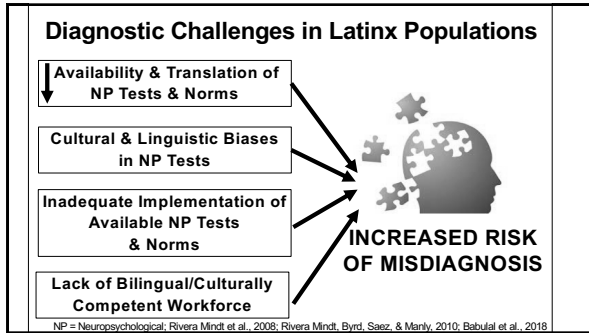 Diagnostic Challenges in Latinx Populations
Availability & Translation of
NP Tests & Norms
Cultural & Linguistic Biases
in NP Tests
Inadequate Implementation of
Available NP Tests
& Norms
Lack of Bilingual/Culturally
Competent Workforce
INCREASED RISK
OF MISDIAGNOSIS
NP = Neuropsychological; Rivera Mindt et al., 2008; Rivera Mindt, Byrd, Saez, & Manly, 2010; Babulal et al., 2018